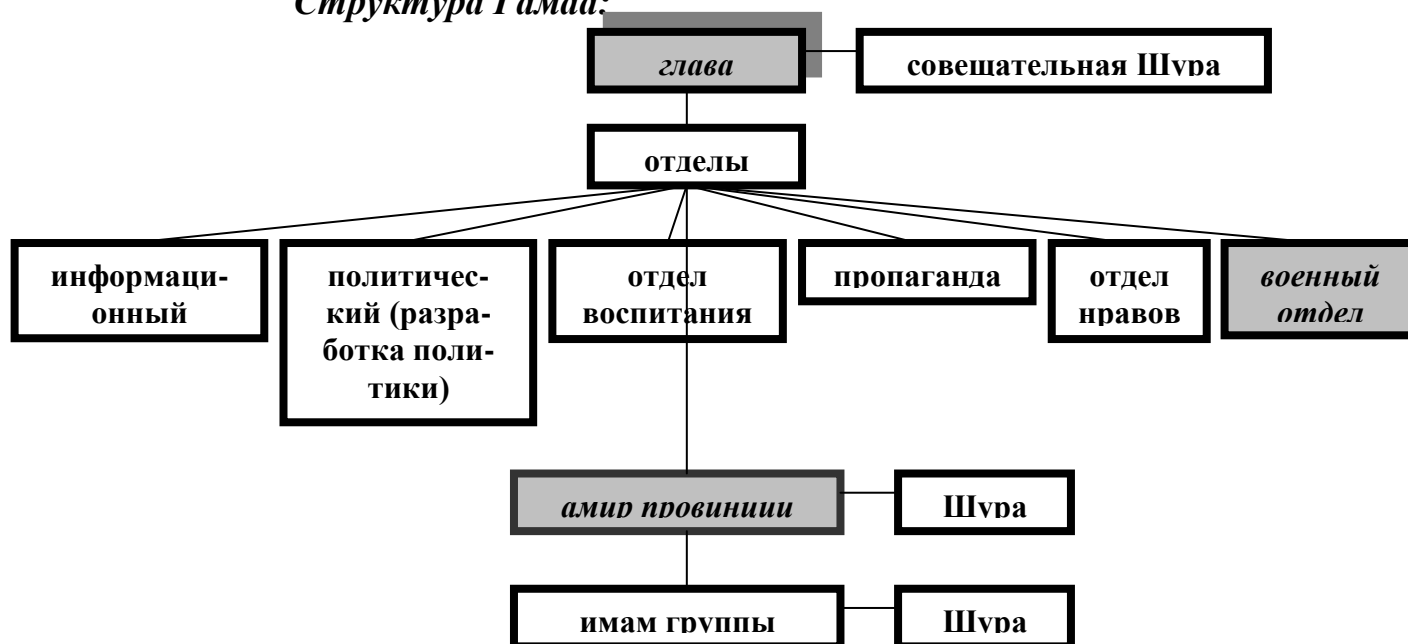 Структура Гамаа:
глава
совещательная Шура
отделы
информаци-
онный
политичес-
кий (разра-
ботка поли-
тики)
отдел
воспитания
пропаганда
отдел
нравов
военный
отдел
амир провинции
Шура
имам группы
Шура